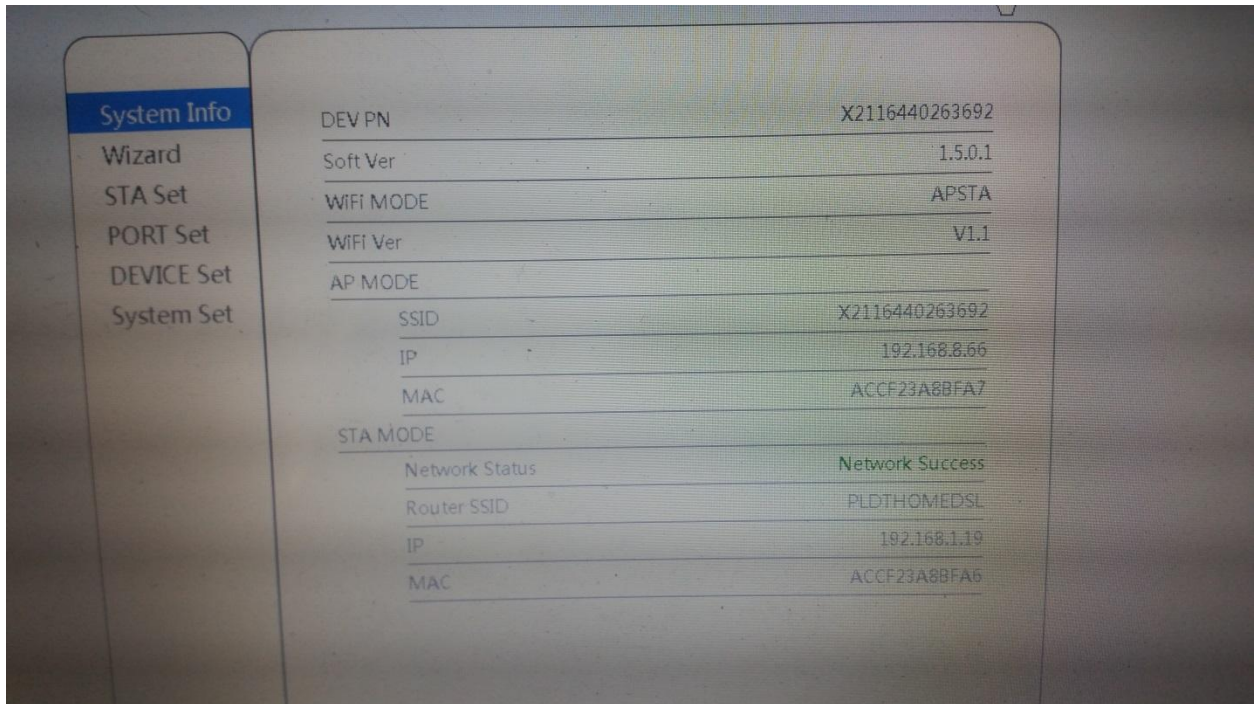 System Info
Wizard
STA Set
PORT Set
DEVICE Set
System Set
DEV PN X2116440263692
Soft Ver 1.5.0.1
WiFi MODE APSTA
WiFi Ver V1.1
AP MODE
SSID X2116440263692
IP 192.168.8.66
MAC ACCF23A8BFA7
STA MODE
Network Status Network Success
Router SSID PLDTHOMEDSL
IP 192.168.1.19
MAC ACCF23A8BFA6